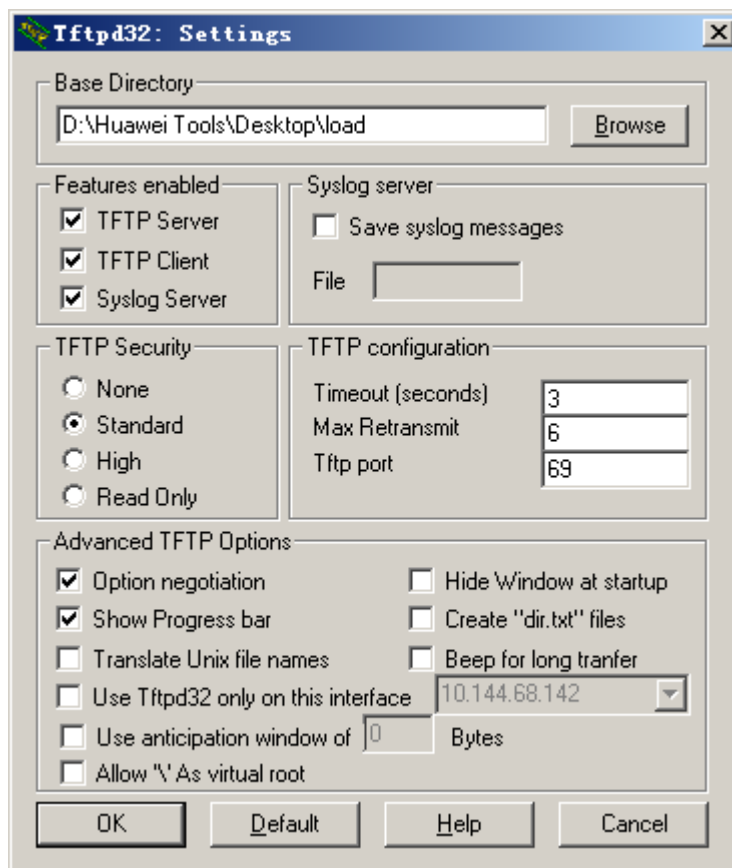 Tftpd32: Settings
Base Directory
D:\Huawei Tools\Desktop\load
Browse
Features enabled
TFTP Server
TFTP Client
Syslog Server
Syslog server
Save syslog messages
File
TFTP Security
None
Standard
High
Read Only
TFTP configuration
Timeout (seconds) 3
Max Retransmit 6
Tftp port 69
Advanced TFTP Options
Option negotiation
Show Progress bar
Translate Unix file names
Hide Window at startup
Create "dir.txt" files
Beep for long tranfer
Use Tftpd32 only on this interface 10.144.68.142
Use anticipation window of 0 Bytes
Allow '\' As virtual root
OK Default Help Cancel